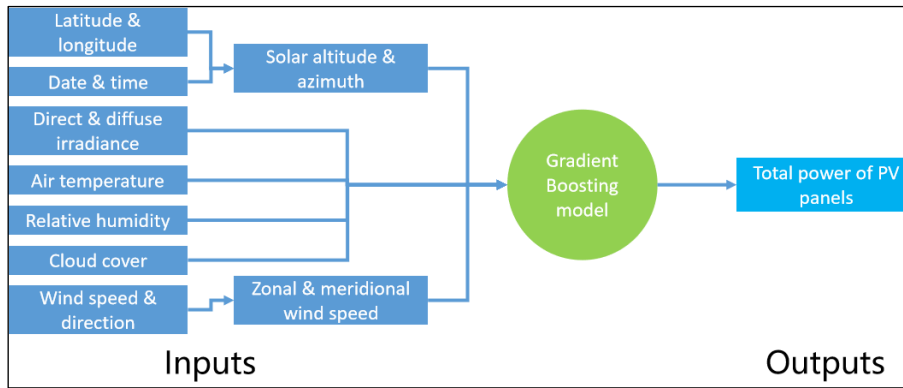 Latitude &
longitude
Date & time
Solar altitude &
azimuth
Direct & diffuse
irradiance
Air temperature
Relative humidity
Cloud cover
Wind speed &
direction
Zonal & meridional
wind speed
Gradient
Boosting
model
Total power of PV
panels
Inputs
Outputs